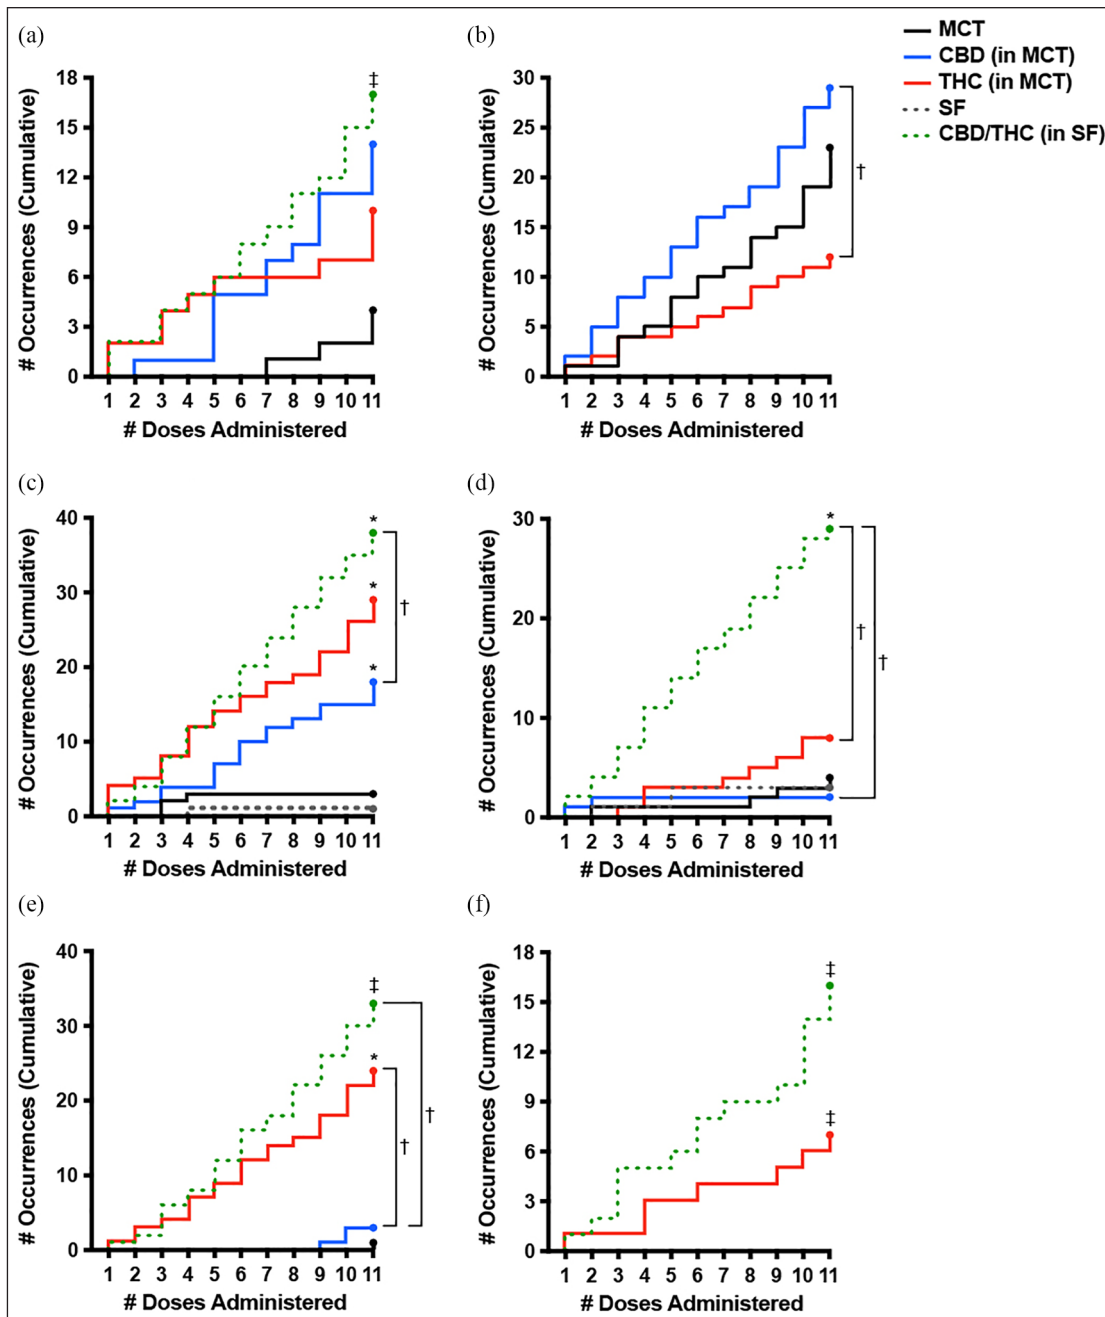 (a)
(b)
MCT
CBD (in MCT)
THC (in MCT)
SF
CBD/THC (in SF)
# Occurrences (Cumulative)
18
15
12
9
6
3
0
‡
1 2 3 4 5 6 7 8 9 10 11
# Doses Administered
# Occurrences (Cumulative)
30
25
20
15
10
5
0
†
1 2 3 4 5 6 7 8 9 10 11
# Doses Administered
(c)
(d)
# Occurrences (Cumulative)
40
30
20
10
0
*
*
*
†
1 2 3 4 5 6 7 8 9 10 11
# Doses Administered
# Occurrences (Cumulative)
30
20
10
0
*
†
†
1 2 3 4 5 6 7 8 9 10 11
# Doses Administered
(e)
(f)
# Occurrences (Cumulative)
40
30
20
10
0
‡
*
†
†
1 2 3 4 5 6 7 8 9 10 11
# Doses Administered
# Occurrences (Cumulative)
18
15
12
9
6
3
0
‡
‡
1 2 3 4 5 6 7 8 9 10 11
# Doses Administered